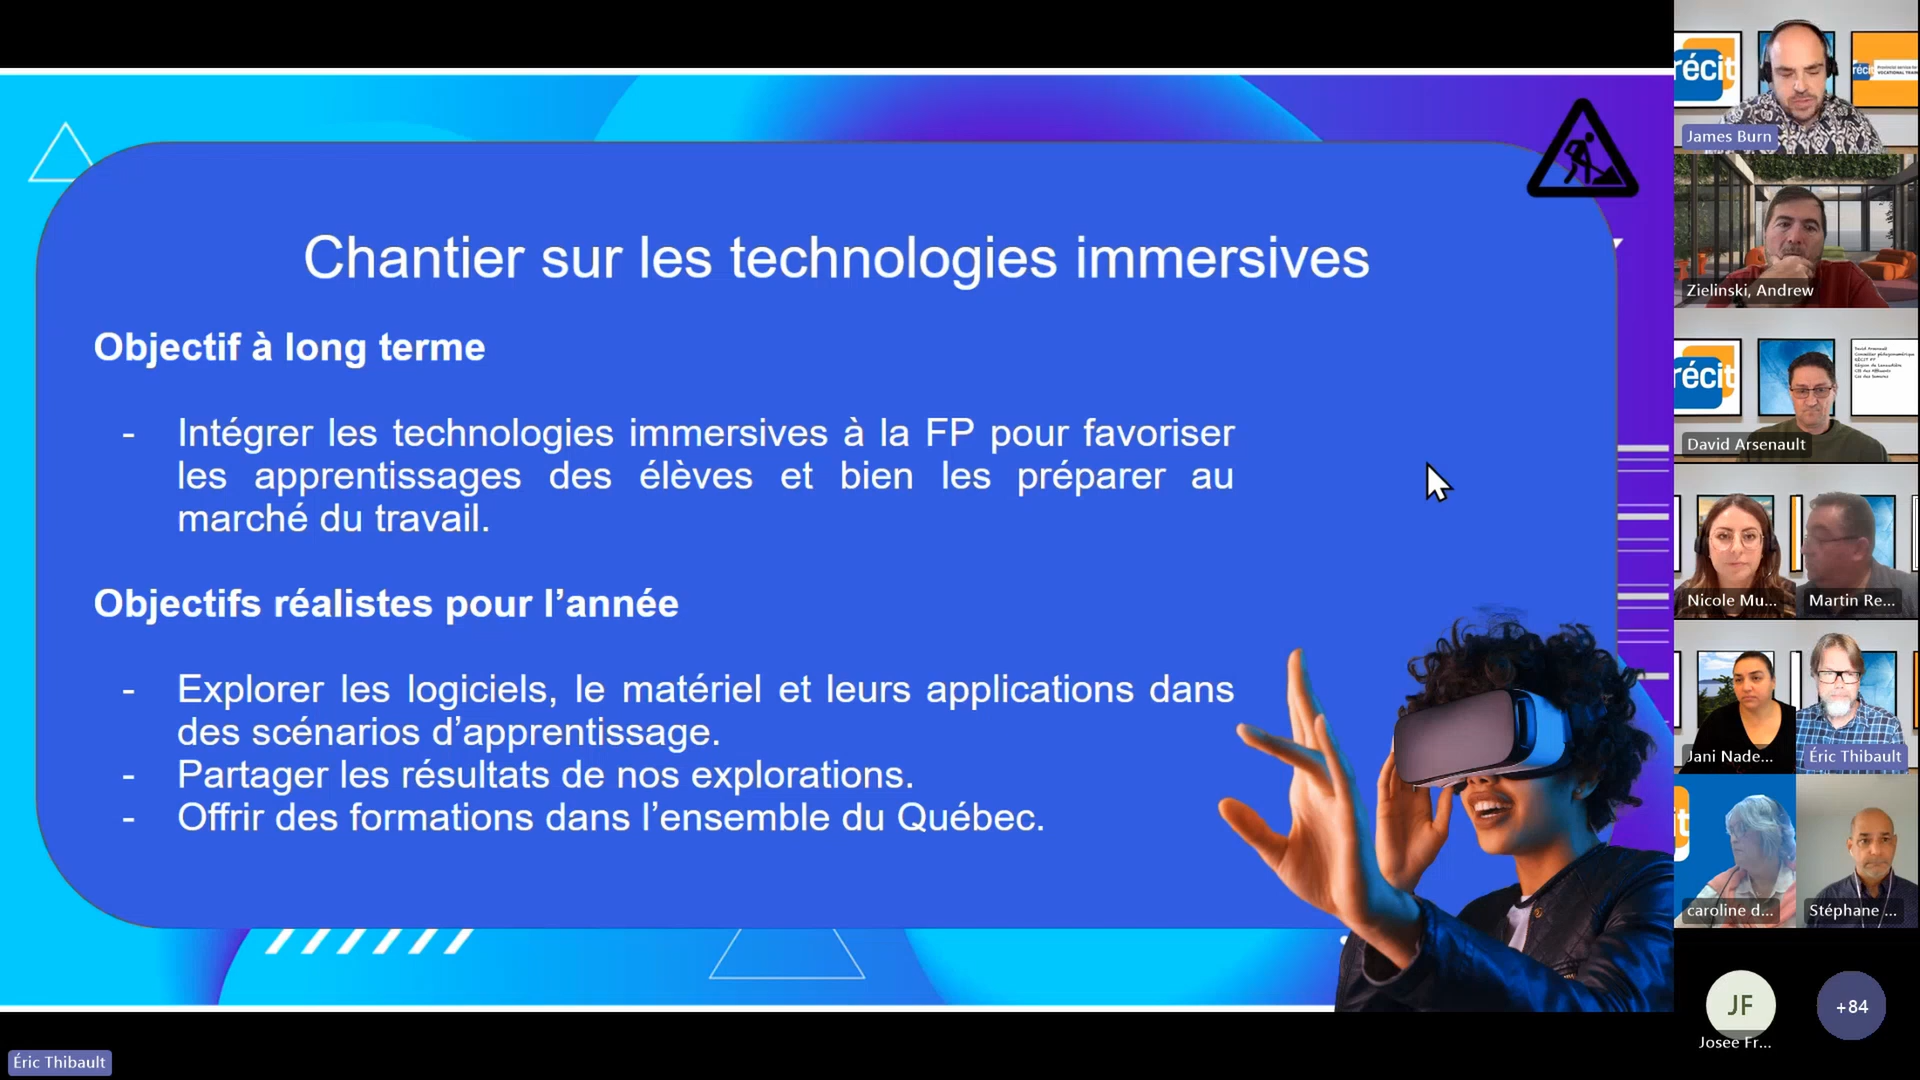 Chantier sur les technologies immersives
Objectif à long terme
- Intégrer les technologies immersives à la FP pour favoriser
les apprentissages des élèves et bien les préparer au
marché du travail.
Objectifs réalistes pour l’année
- Explorer les logiciels, le matériel et leurs applications dans
des scénarios d’apprentissage.
- Partager les résultats de nos explorations.
- Offrir des formations dans l’ensemble du Québec.
Éric Thibault
récit
récit
VOCATIONAL
James Burn
Zielinski, Andrew
récit
David Arsenault
David Arsenault
Nicole Mu...
Martin Re...
Jani Nade...
Éric Thibault
caroline d...
Stéphane ...
JF
Josee Fr...
+84